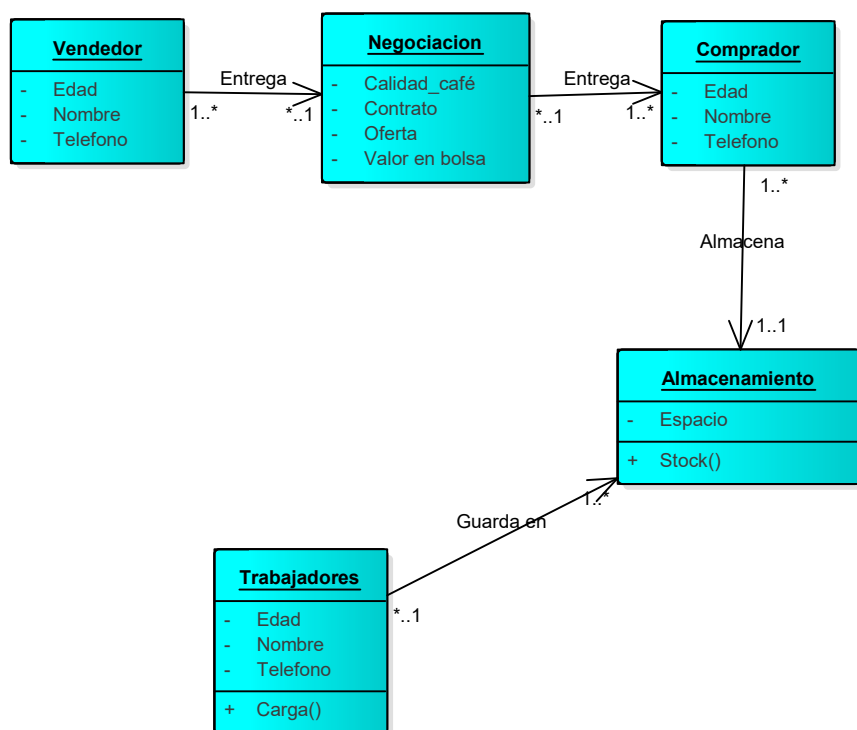 Vendedor
- Edad
- Nombre
- Telefono
Entrega
1..*
*..1
Negociacion
- Calidad_café
- Contrato
- Oferta
- Valor en bolsa
Entrega
*..1
1..*
Comprador
- Edad
- Nombre
- Telefono
1..*
Almacena
1..1
Almacenamiento
- Espacio
+ Stock()
1..*
Guarda en
*..1
Trabajadores
- Edad
- Nombre
- Telefono
+ Carga()